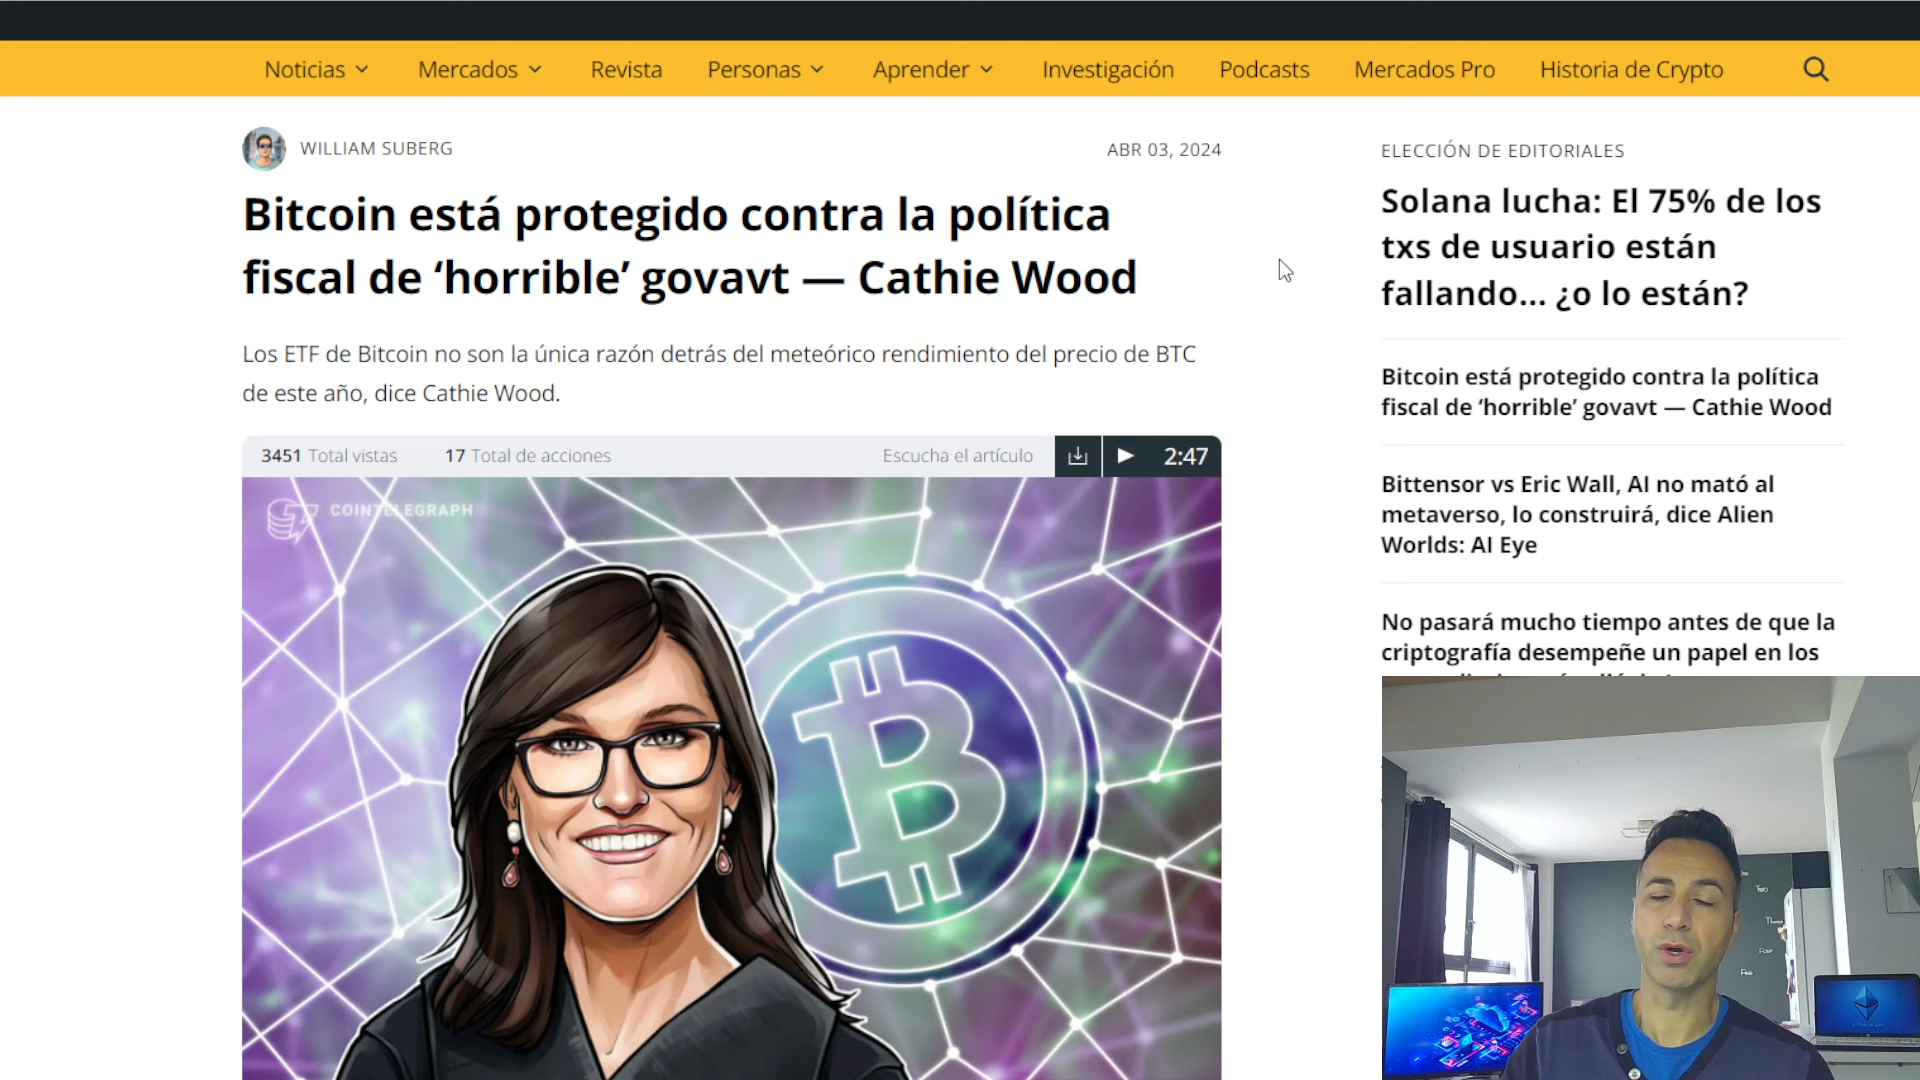 Noticias
Mercados
Revista
Personas
Aprender
Investigación
Podcasts
Mercados Pro
Historia de Crypto
WILLIAM SUBERG
ABR 03, 2024
Bitcoin está protegido contra la política
fiscal de ‘horrible’ govavt — Cathie Wood
Los ETF de Bitcoin no son la única razón detrás del meteórico rendimiento del precio de BTC
de este año, dice Cathie Wood.
3451 Total vistas
17 Total de acciones
Escucha el artículo
2:47
COINTELEGRAPH
ELECCIÓN DE EDITORIALES
Solana lucha: El 75% de los
txs de usuario están
fallando... ¿o lo están?
Bitcoin está protegido contra la política
fiscal de ‘horrible’ govavt — Cathie Wood
Bittensor vs Eric Wall, AI no mató al
metaverso, lo construirá, dice Alien
Worlds: AI Eye
No pasará mucho tiempo antes de que la
criptografía desempeñe un papel en los